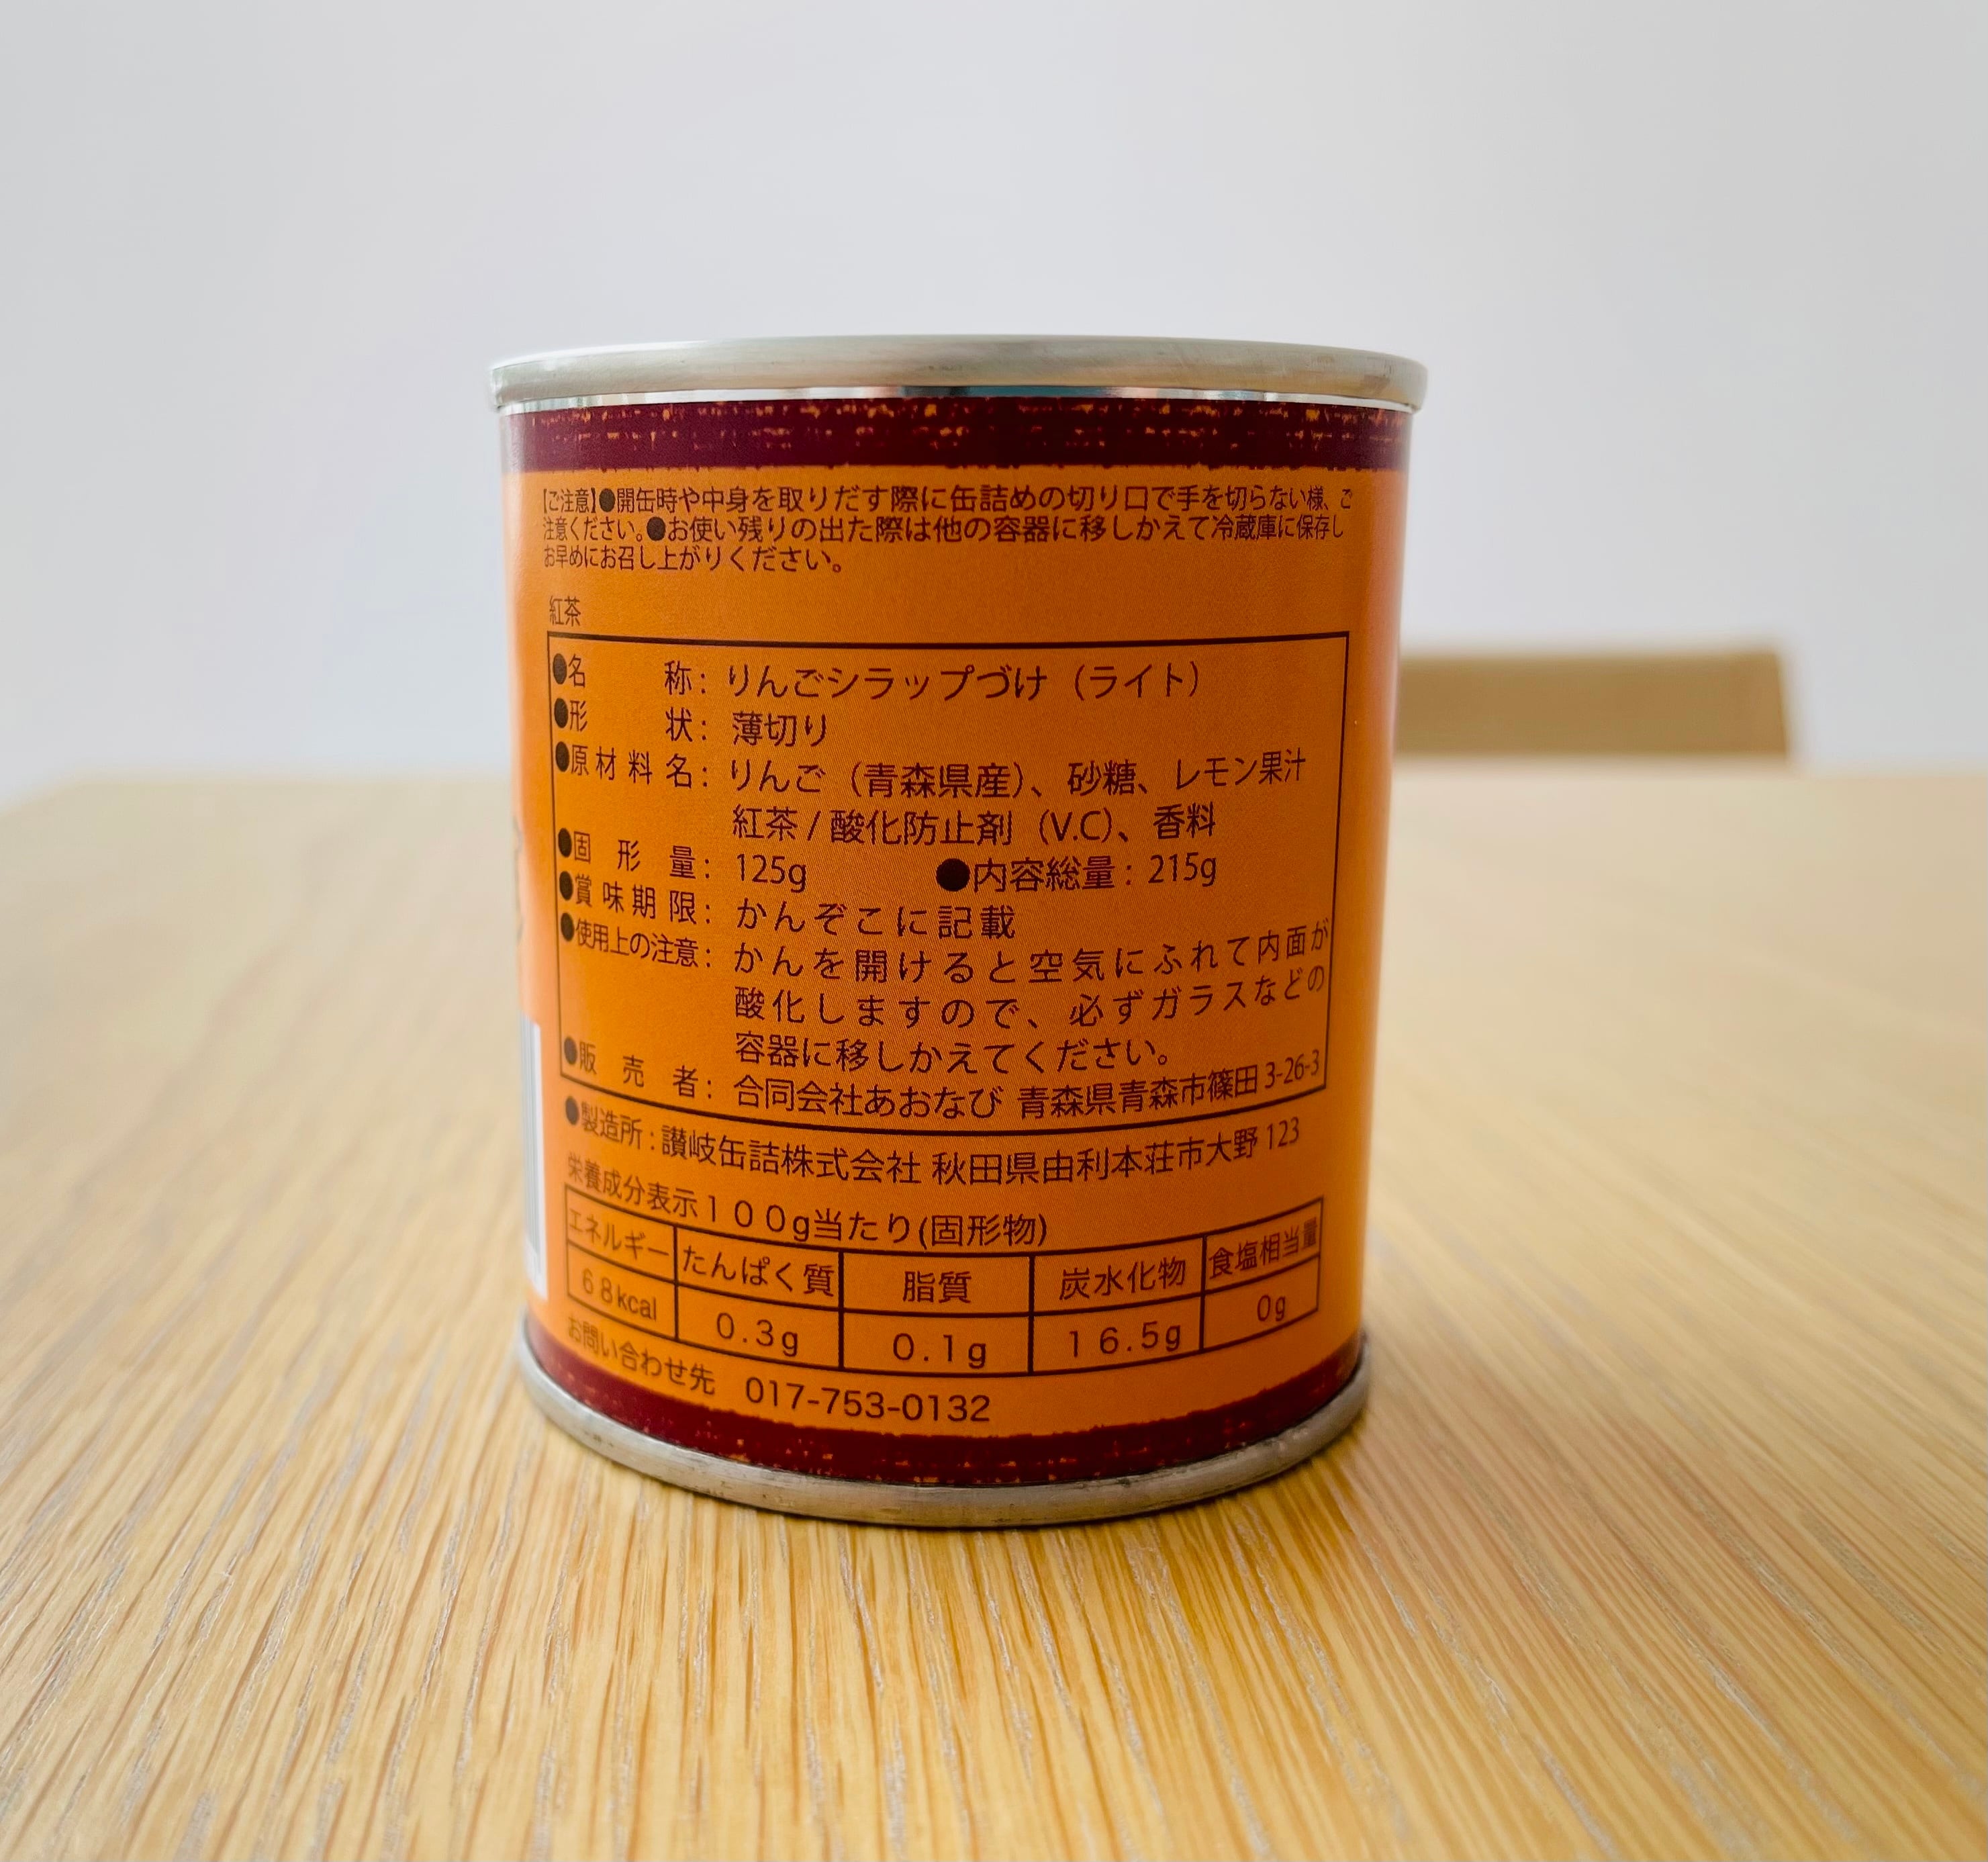 【ご注意】●開缶時や中身を取りだす際に缶詰めの切り口で手を切らない様、ご
注意ください。●お使い残りの出た際は他の容器に移しかえて冷蔵庫に保存し
お早めにお召し上がりください。
紅茶
●名称：りんごシラップづけ（ライト）
●形状：薄切り
●原材料名：りんご（青森県産）、砂糖、レモン果汁
紅茶 / 酸化防止剤（V.C）、香料
●固形量：125g ●内容総量：215g
●賞味期限：かんぞこに記載
●使用上の注意：かんを開けると空気にふれて内面が
酸化しますので、必ずガラスなどの
容器に移しかえてください。
●販売者：合同会社あおなび 青森県青森市篠田 3-26-3
●製造所：讃岐缶詰株式会社 秋田県由利本荘市大野 123
栄養成分表示１００g当たり(固形物)
エネルギー たんぱく質 脂質 炭水化物 食塩相当量
68kcal 0.3g 0.1g 16.5g 0g
お問い合わせ先 017-753-0132